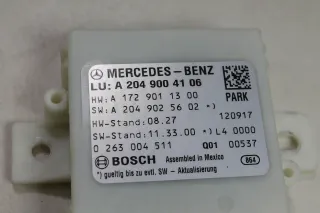 MERCEDES-BENZ
LU: A 204 900 41 06
HW: A 172 901 13 00 PARK
SW: A 204 902 56 02 *)
HW-Stand: 08.27 120917
SW-Stand: 11.33.00 *) L4 0000
0 263 004 511 Q01 00537
BOSCH Assembled in Mexico 864
*) gueltig bis zu evtl. SW - Aktualisierung